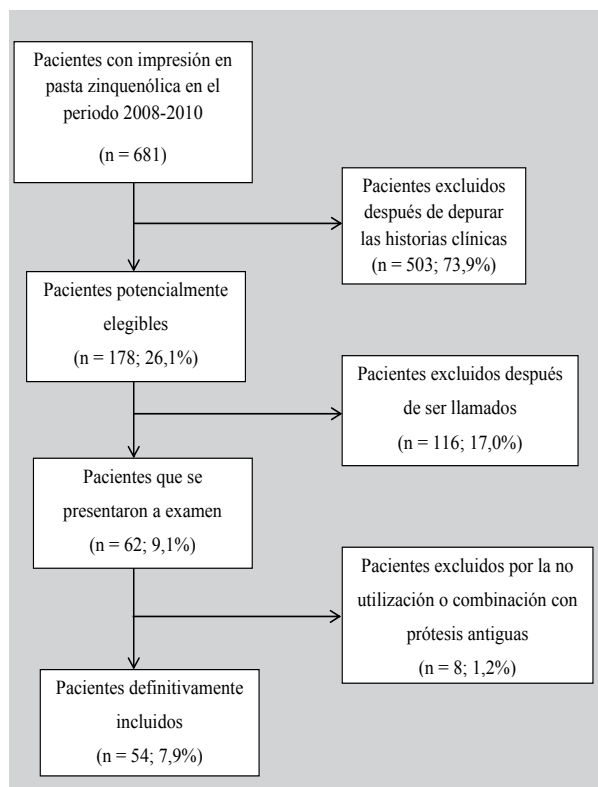 Pacientes con impresión en
pasta zinquenólica en el
periodo 2008-2010
(n = 681)
Pacientes excluidos
después de depurar
las historias clínicas
(n = 503; 73,9%)
Pacientes potencialmente
elegibles
(n = 178; 26,1%)
Pacientes excluidos después
de ser llamados
(n = 116; 17,0%)
Pacientes que se
presentaron a examen
(n = 62; 9,1%)
Pacientes excluidos por la no
utilización o combinación con
prótesis antiguas
(n = 8; 1,2%)
Pacientes definitivamente
incluidos
(n = 54; 7,9%)